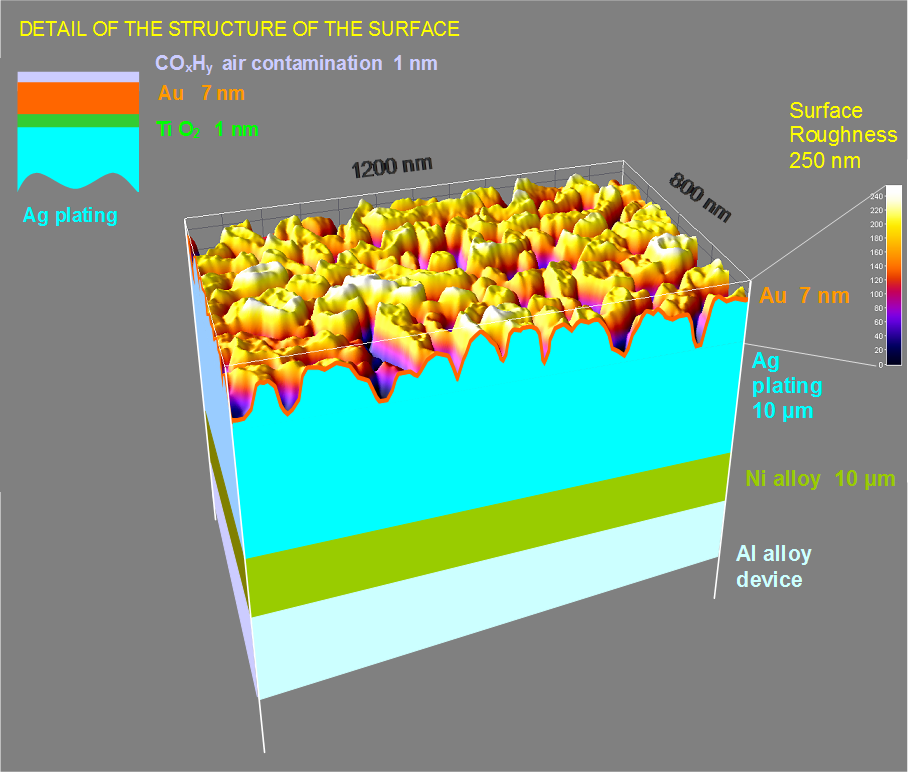 DETAIL OF THE STRUCTURE OF THE SURFACE
COxHy air contamination 1 nm
Au 7 nm
Ti O2 1 nm
Ag plating
1200 nm
800 nm
Surface
Roughness
250 nm
240
220
200
180
160
140
120
100
80
60
40
20
0
Au 7 nm
Ag
plating
10 µm
Ni alloy 10 µm
Al alloy
device